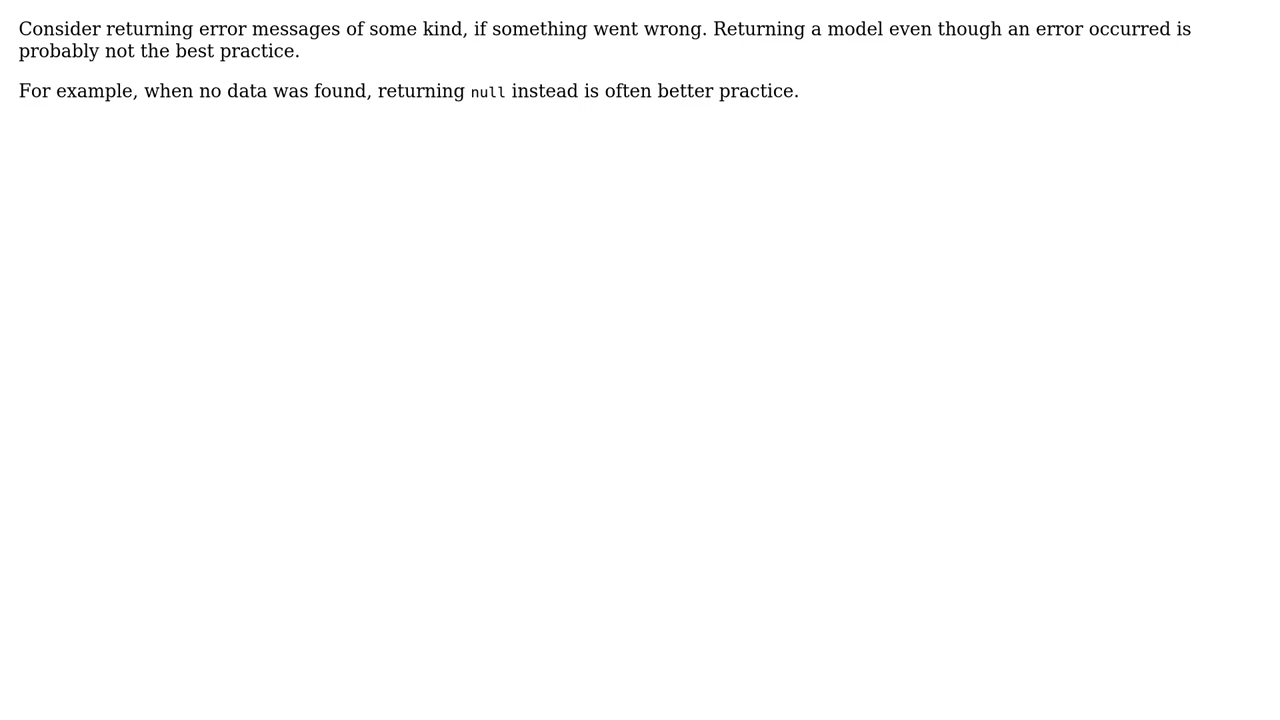 Consider returning error messages of some kind, if something went wrong. Returning a model even though an error occurred is
probably not the best practice.
For example, when no data was found, returning null instead is often better practice.